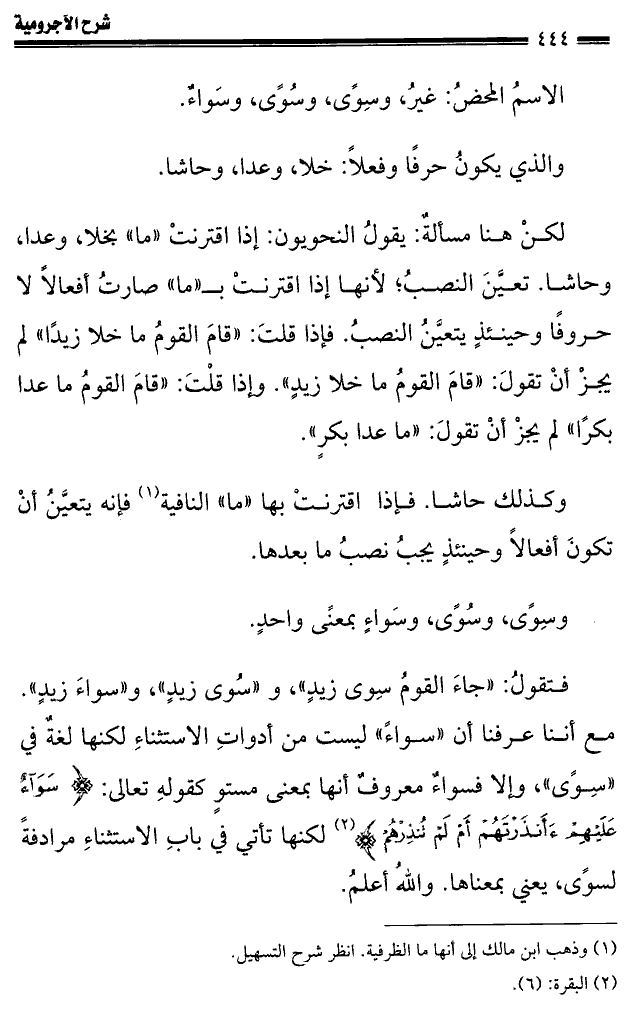 شرح الآجرومية
٤٤٤
الاسمُ المحضُ: غيرُ، وسِوًى، وسُوًى، وسَواءٌ.
والذي يكونُ حرفًا وفعلاً: خلا، وعدا، وحاشا.
لكنْ هنا مسألةٌ: يقولُ النحويون: إذا اقترنتْ «ما» بخلا، وعدا،
وحاشا. تعيَّنَ النصبُ؛ لأنها إذا اقترنتْ بـ«ما» صارتْ أفعالاً لا
حروفًا وحينئذٍ يتعيَّنُ النصبُ. فإذا قلتَ: «قامَ القومُ ما خلا زيدًا» لم
يجزْ أنْ تقولَ: «قامَ القومُ ما خلا زيدٍ». وإذا قلْتَ: «قامَ القومُ ما عدا
بكرًا» لم يجزْ أنْ تقولَ: «ما عدا بكرٍ».
وكذلك حاشا. فإذا اقترنتْ بها «ما» النافية(١) فإنه يتعيَّنُ أنْ
تكونَ أفعالاً وحينئذٍ يجبُ نصبُ ما بعدها.
وسِوًى، وسُوًى، وسَواءٍ بمعنًى واحدٍ.
فتقولُ: «جاءَ القومُ سِوى زيدٍ»، و «سُوى زيدٍ»، و«سواءَ زيدٍ».
مع أننا عرفنا أن «سواءً» ليست من أدواتِ الاستثناءِ لكنها لغةٌ في
«سِوًى»، وإلا فسواءٌ معروفٌ أنها بمعنى مستوٍ كقولهِ تعالى: ﴿ سَوَآءٌ
عَلَيْهِمْ ءَأَنذَرْتَهُمْ أَمْ لَمْ تُنذِرْهُمْ ﴾(٢) لكنها تأتي في بابِ الاستثناءِ مرادفةً
لسوًى، يعني بمعناها. واللهُ أعلمُ.
(١) وذهب ابن مالك إلى أنها ما الظرفية. انظر شرح التسهيل.
(٢) البقرة: (٦).